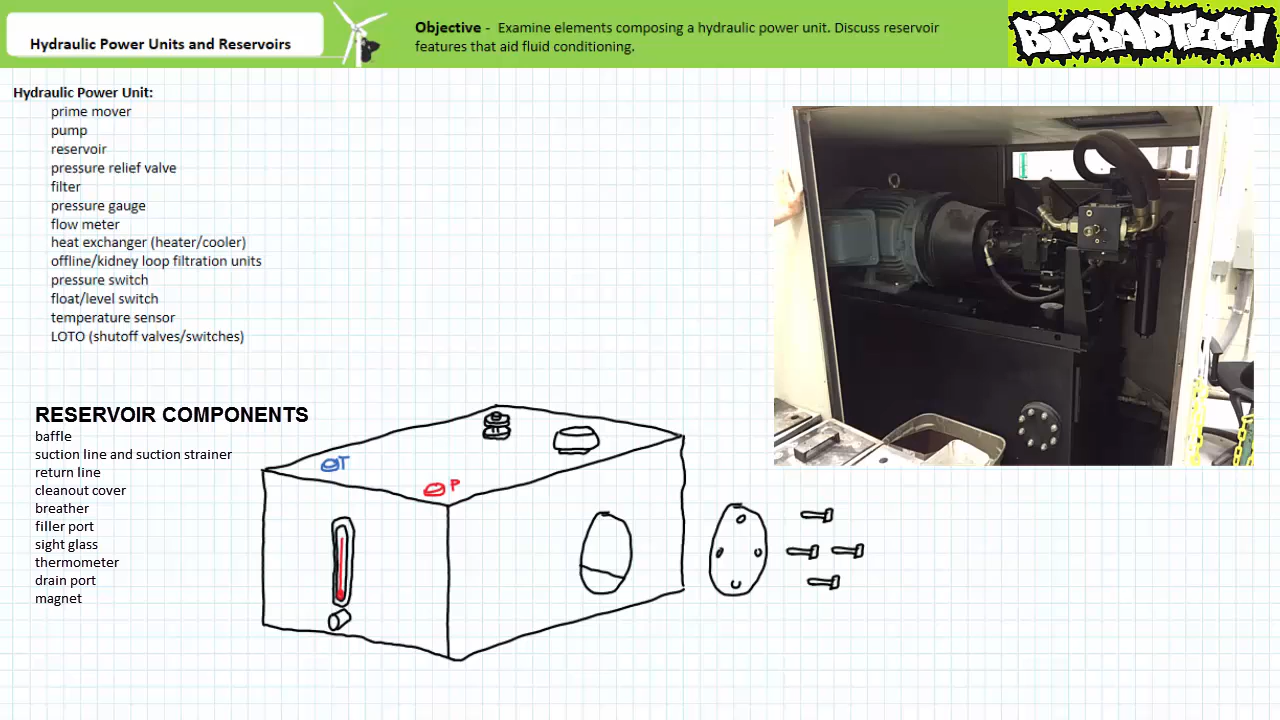 Hydraulic Power Units and Reservoirs
Objective - Examine elements composing a hydraulic power unit. Discuss reservoir
features that aid fluid conditioning.
BIGBADTECH
Hydraulic Power Unit:
prime mover
pump
reservoir
pressure relief valve
filter
pressure gauge
flow meter
heat exchanger (heater/cooler)
offline/kidney loop filtration units
pressure switch
float/level switch
temperature sensor
LOTO (shutoff valves/switches)
RESERVOIR COMPONENTS
baffle
suction line and suction strainer
return line
cleanout cover
breather
filler port
sight glass
thermometer
drain port
magnet
T
P